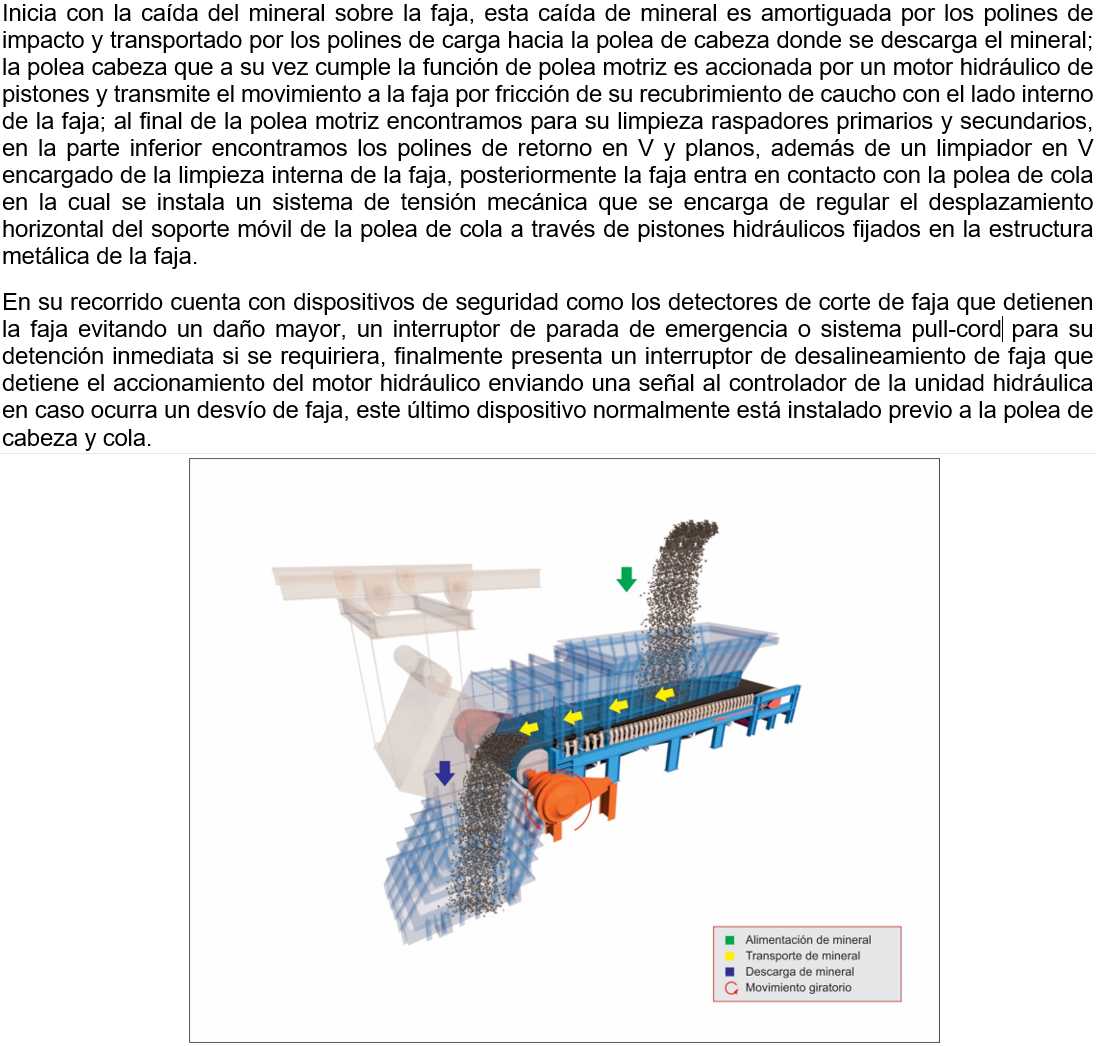 Inicia con la caída del mineral sobre la faja, esta caída de mineral es amortiguada por los polines de
impacto y transportado por los polines de carga hacia la polea de cabeza donde se descarga el mineral;
la polea cabeza que a su vez cumple la función de polea motriz es accionada por un motor hidráulico de
pistones y transmite el movimiento a la faja por fricción de su recubrimiento de caucho con el lado interno
de la faja; al final de la polea motriz encontramos para su limpieza raspadores primarios y secundarios,
en la parte inferior encontramos los polines de retorno en V y planos, además de un limpiador en V
encargado de la limpieza interna de la faja, posteriormente la faja entra en contacto con la polea de cola
en la cual se instala un sistema de tensión mecánica que se encarga de regular el desplazamiento
horizontal del soporte móvil de la polea de cola a través de pistones hidráulicos fijados en la estructura
metálica de la faja.
En su recorrido cuenta con dispositivos de seguridad como los detectores de corte de faja que detienen
la faja evitando un daño mayor, un interruptor de parada de emergencia o sistema pull-cord para su
detención inmediata si se requiriera, finalmente presenta un interruptor de desalineamiento de faja que
detiene el accionamiento del motor hidráulico enviando una señal al controlador de la unidad hidráulica
en caso ocurra un desvío de faja, este último dispositivo normalmente está instalado previo a la polea de
cabeza y cola.
Alimentación de mineral
Transporte de mineral
Descarga de mineral
Movimiento giratorio